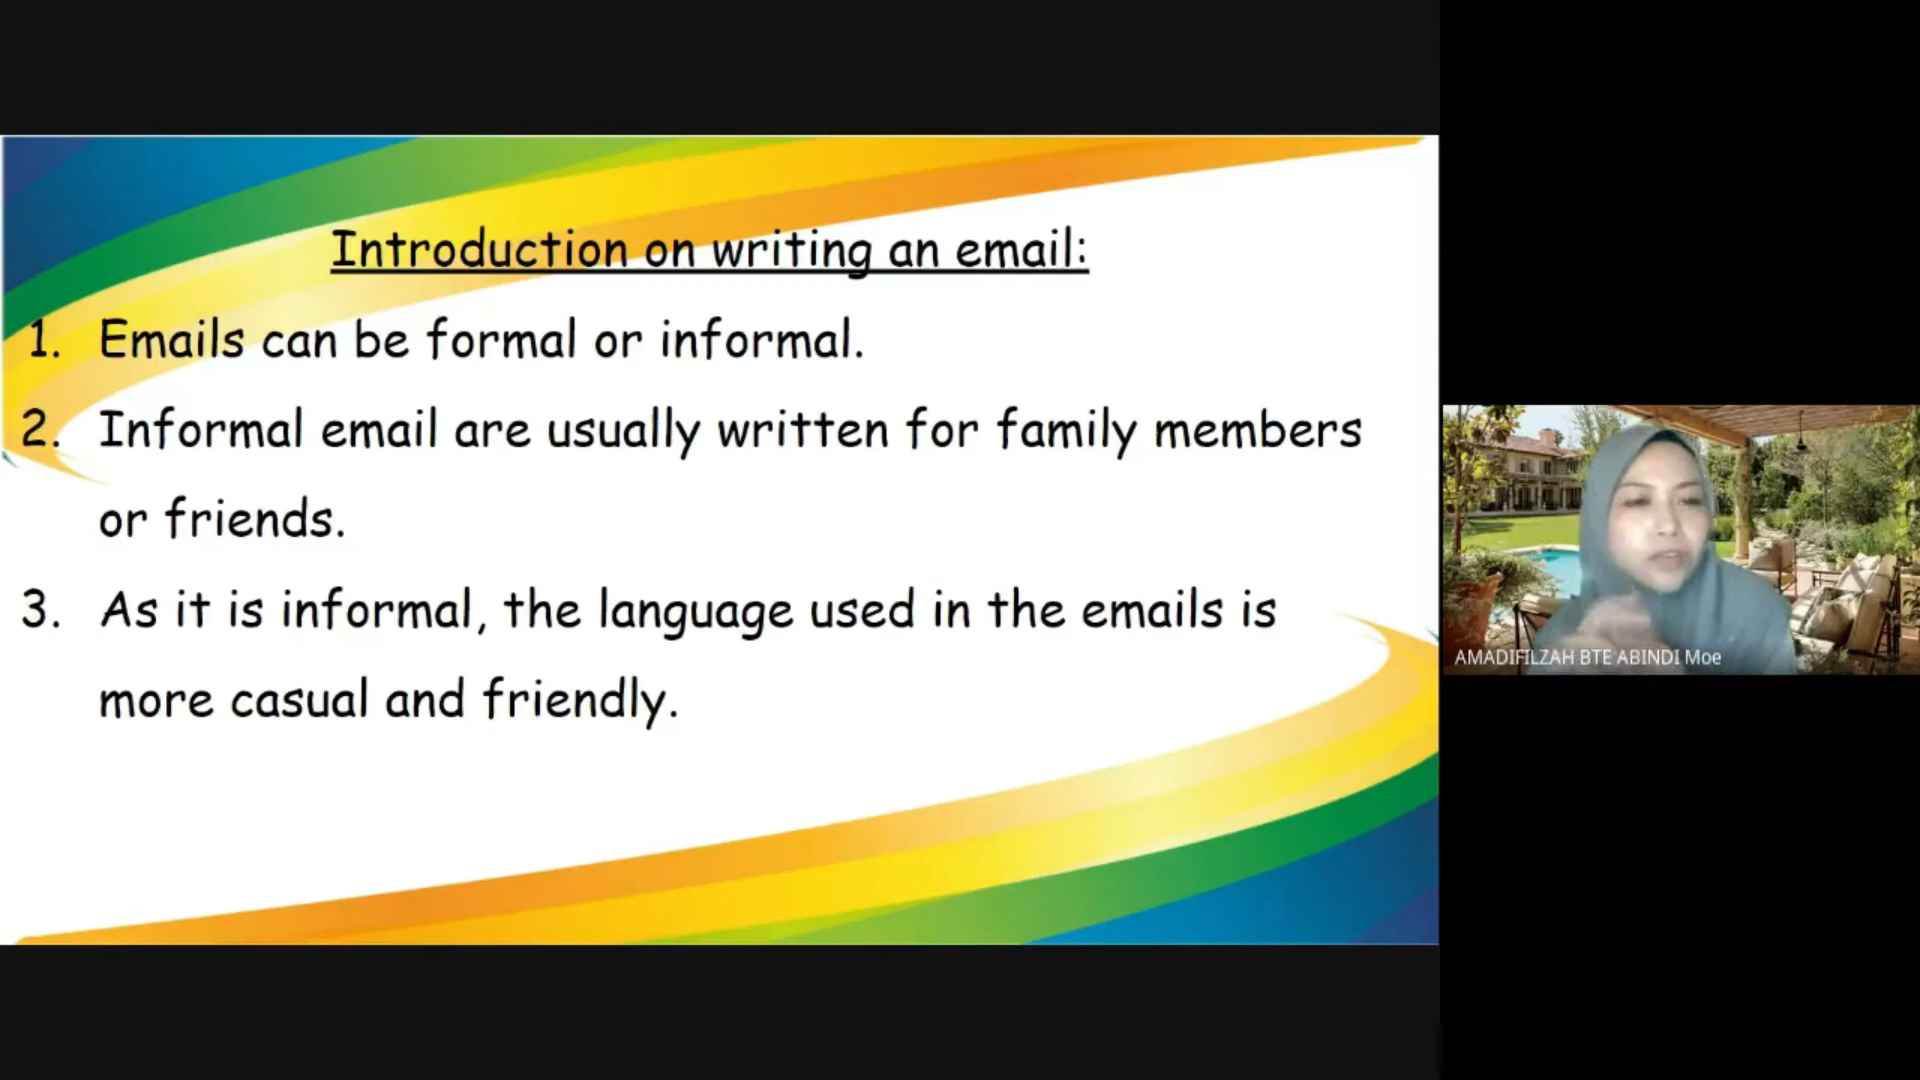 Introduction on writing an email:
1. Emails can be formal or informal.
2. Informal email are usually written for family members
or friends.
3. As it is informal, the language used in the emails is
more casual and friendly.
AMADIFILZAH BTE ABINDI Moe